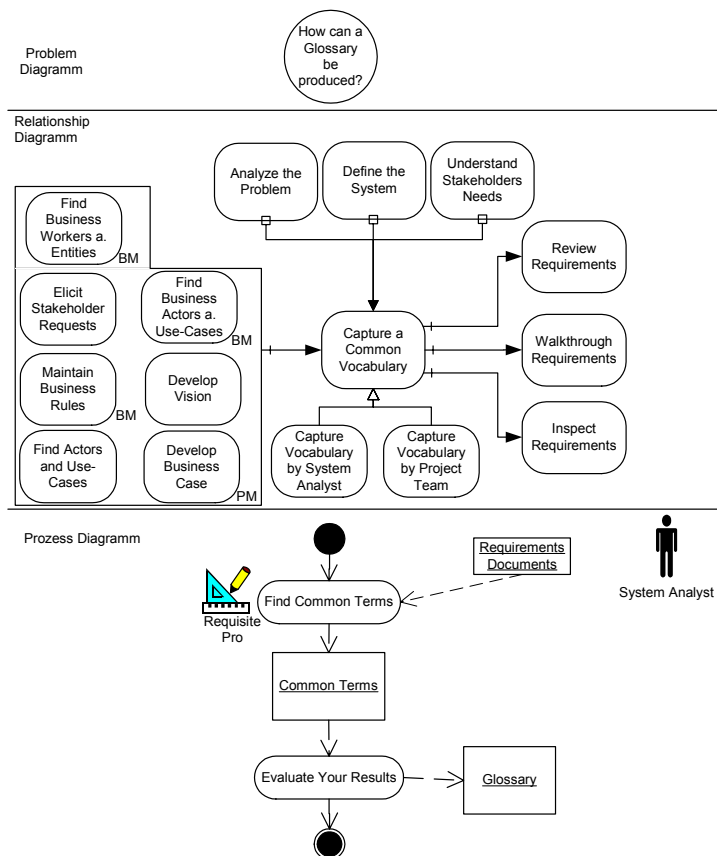 Problem
Diagramm
How can a
Glossary
be
produced?
Relationship
Diagramm
Analyze the
Problem
Define the
System
Understand
Stakeholders
Needs
Find
Business
Workers a.
Entities
BM
Elicit
Stakeholder
Requests
Find
Business
Actors a.
Use-Cases
BM
Maintain
Business
Rules
BM
Develop
Vision
Find Actors
and Use-
Cases
Develop
Business
Case
PM
Capture a
Common
Vocabulary
Review
Requirements
Walkthrough
Requirements
Inspect
Requirements
Capture
Vocabulary
by System
Analyst
Capture
Vocabulary
by Project
Team
Prozess Diagramm
Requirements
Documents
System Analyst
Requisite
Pro
Find Common Terms
Common Terms
Evaluate Your Results
Glossary